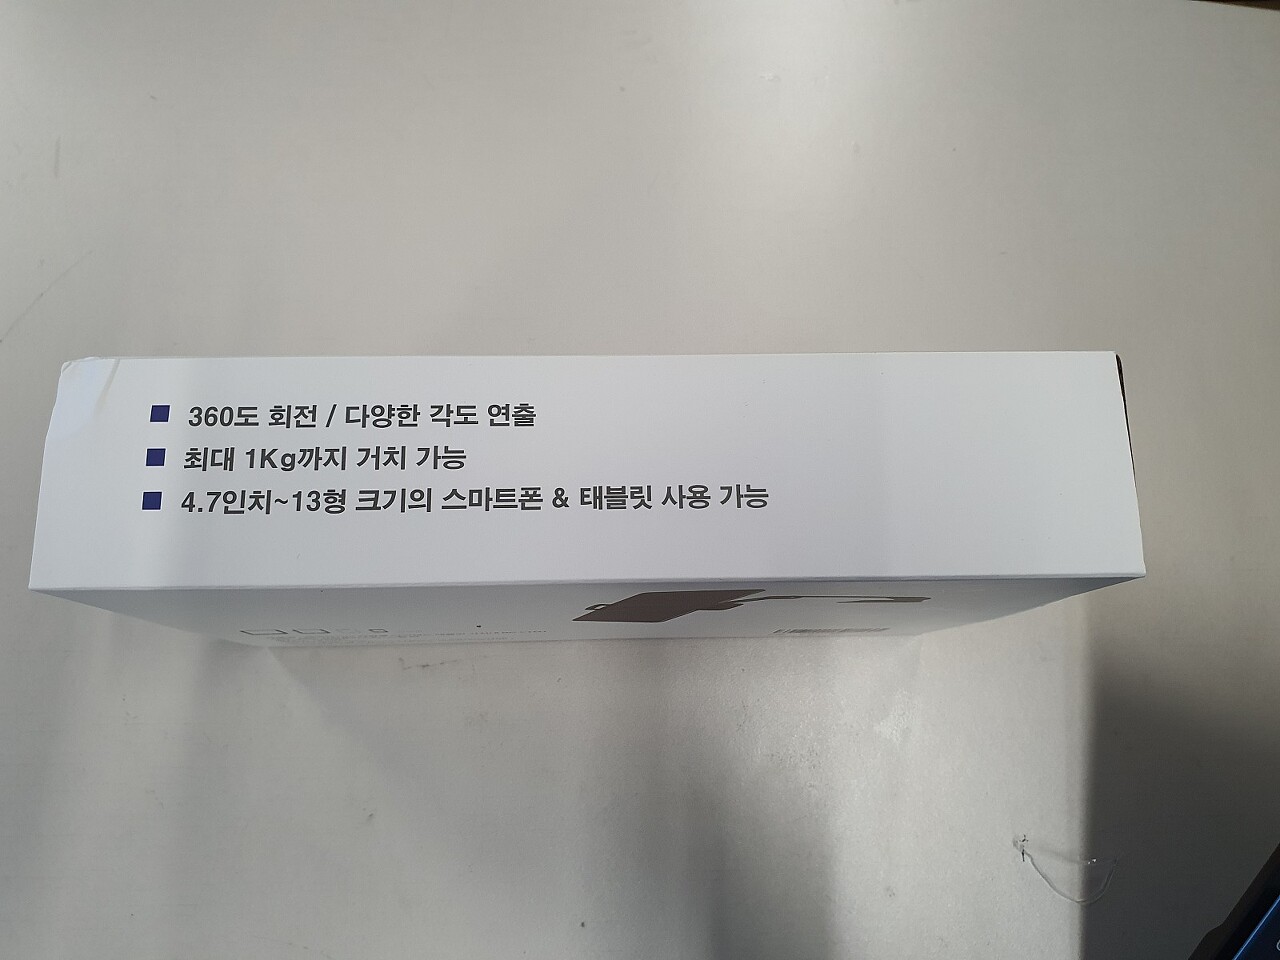 ■ 360도 회전 / 다양한 각도 연출
■ 최대 1Kg까지 거치 가능
■ 4.7인치~13형 크기의 스마트폰 & 태블릿 사용 가능